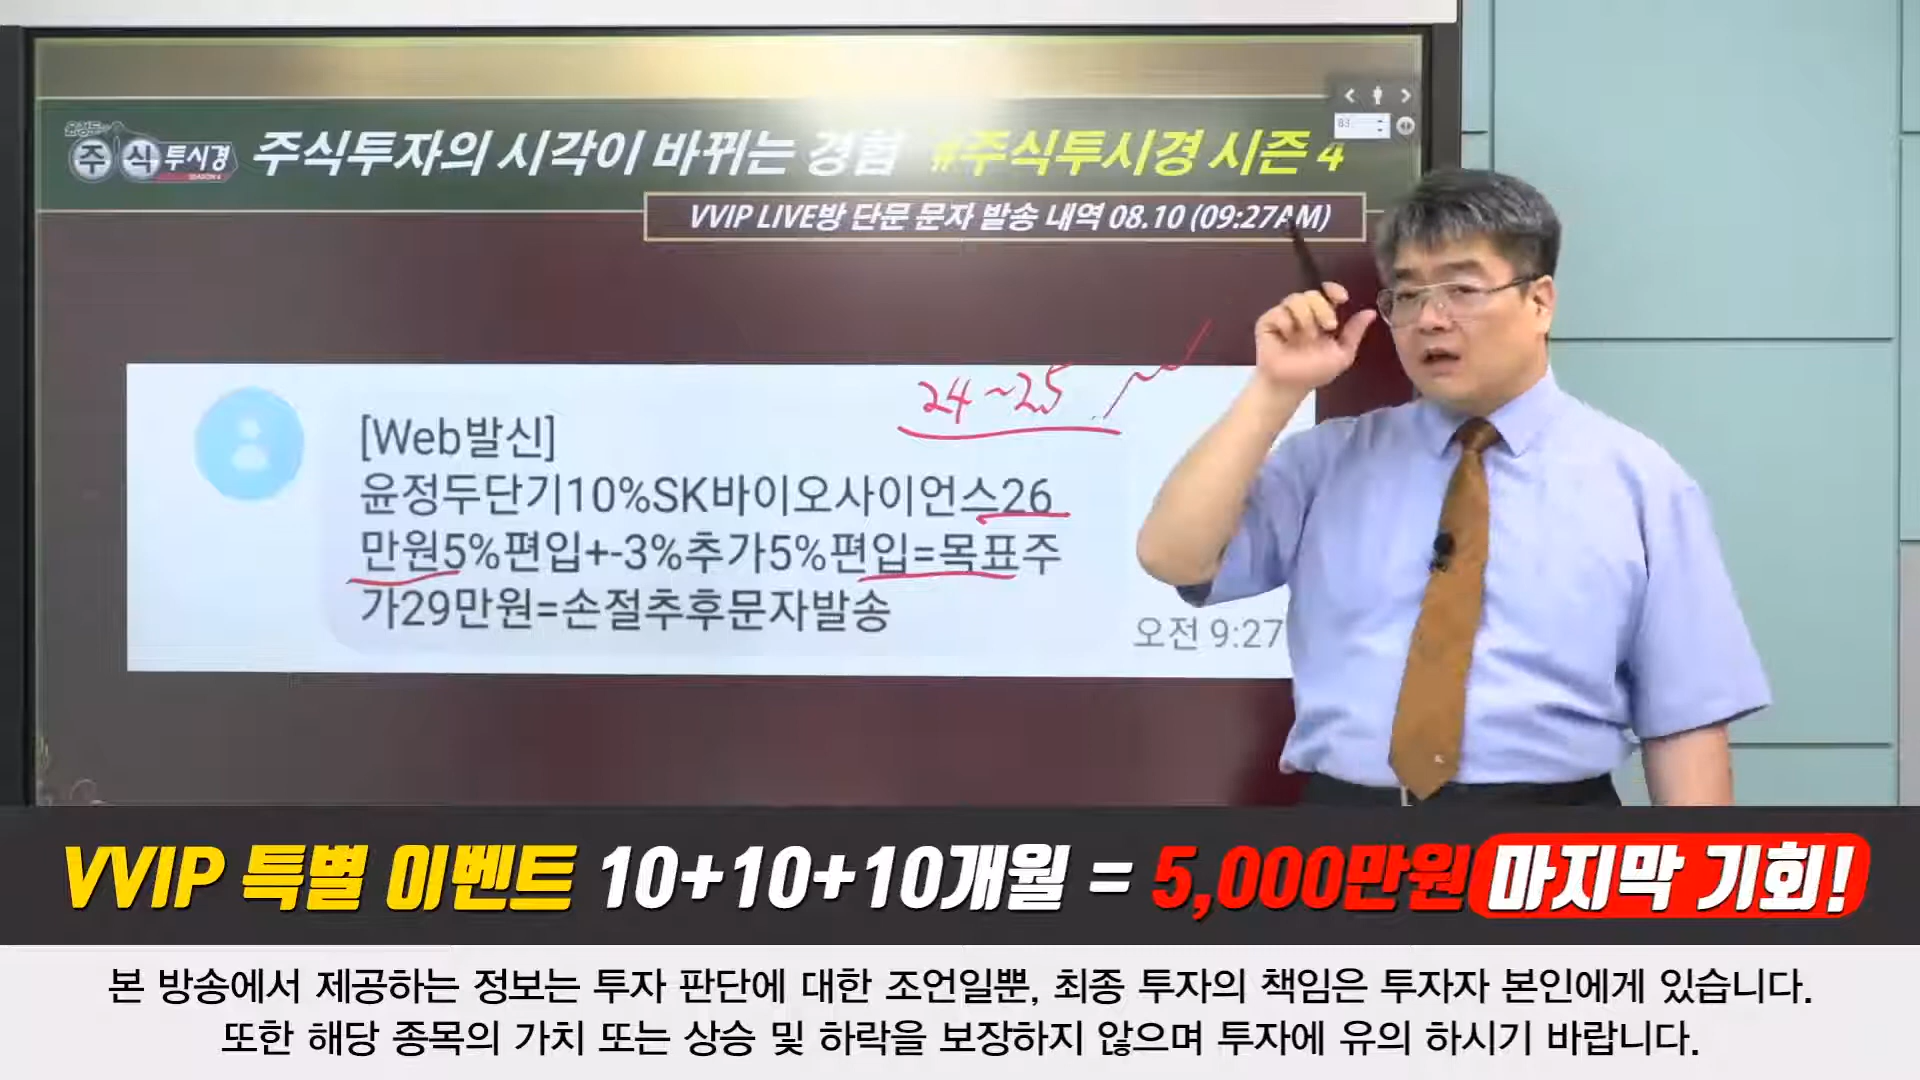 윤정두의
주식투시경
SEASON 4
주식투자의 시각이 바뀌는 경험 #주식투시경 시즌 4
83
VVIP LIVE방 단문 문자 발송 내역 08.10 (09:27AM)
24~25
[Web발신]
윤정두단기10%SK바이오사이언스26
만원5%편입+-3%추가5%편입=목표주
가29만원=손절추후문자발송
오전 9:27
VVIP 특별 이벤트 10+10+10개월 = 5,000만원 마지막 기회!
본 방송에서 제공하는 정보는 투자 판단에 대한 조언일뿐, 최종 투자의 책임은 투자자 본인에게 있습니다.
또한 해당 종목의 가치 또는 상승 및 하락을 보장하지 않으며 투자에 유의 하시기 바랍니다.